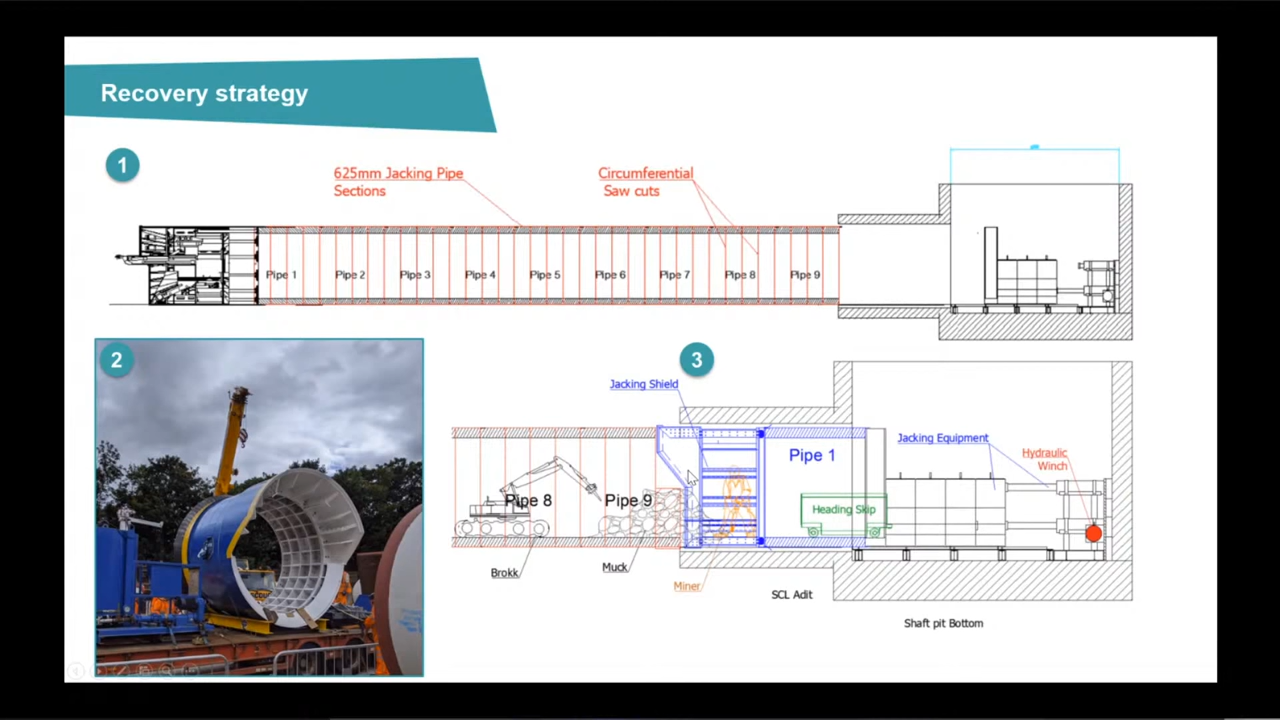 Recovery strategy
1
625mm Jacking Pipe
Sections
Circumferential
Saw cuts
Pipe 1
Pipe 2
Pipe 3
Pipe 4
Pipe 5
Pipe 6
Pipe 7
Pipe 8
Pipe 9
2
3
Jacking Shield
Pipe 1
Jacking Equipment
Hydraulic
Winch
Pipe 8
Pipe 9
Heading Skip
Brokk
Muck
Miner
SCL Adit
Shaft pit Bottom